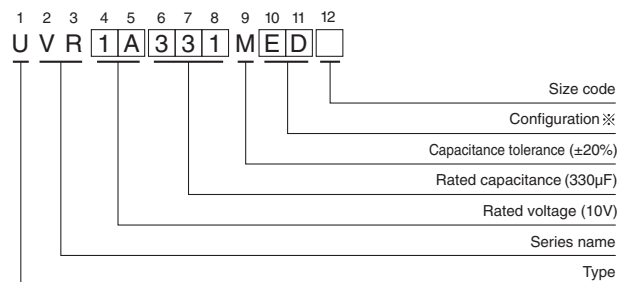 1 2 3 4 5 6 7 8 9 10 11 12
U V R 1 A 3 3 1 M E D
Size code
Configuration※
Capacitance tolerance (±20%)
Rated capacitance (330µF)
Rated voltage (10V)
Series name
Type